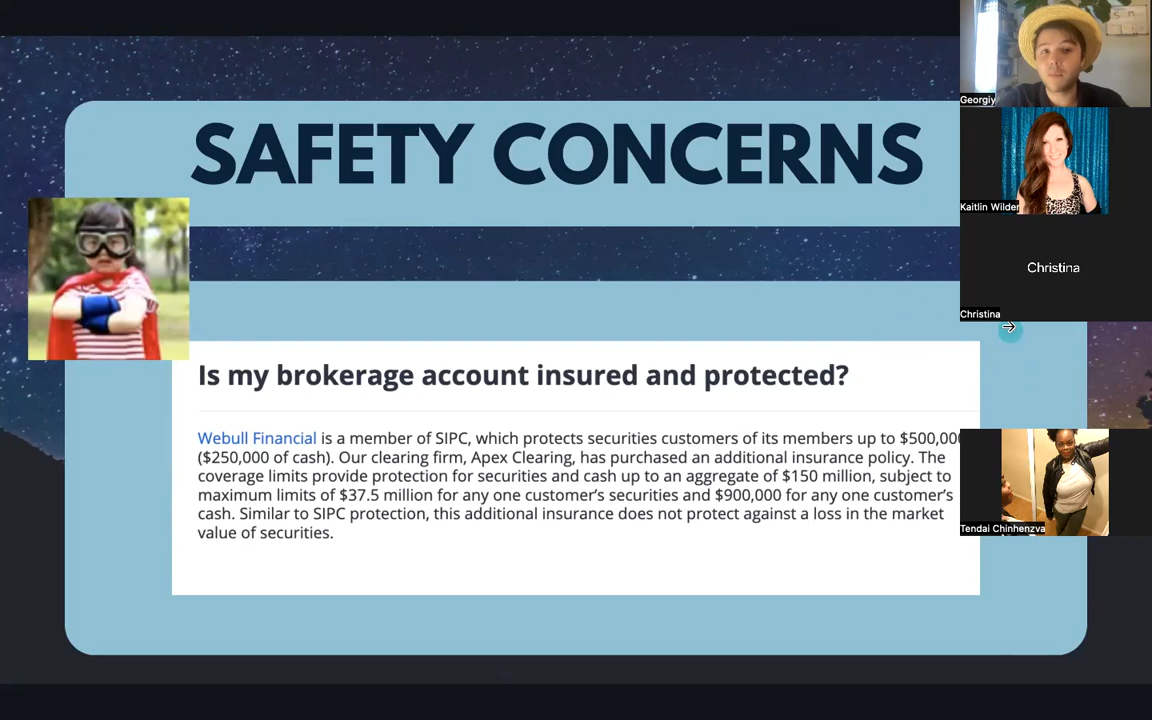 SAFETY CONCERNS
Georgiy
Kaitlin Wilder
Christina
Christina
Is my brokerage account insured and protected?
Webull Financial is a member of SIPC, which protects securities customers of its members up to $500,000
($250,000 of cash). Our clearing firm, Apex Clearing, has purchased an additional insurance policy. The
coverage limits provide protection for securities and cash up to an aggregate of $150 million, subject to
maximum limits of $37.5 million for any one customer’s securities and $900,000 for any one customer’s
cash. Similar to SIPC protection, this additional insurance does not protect against a loss in the market
value of securities.
Tendai Chinhenzva